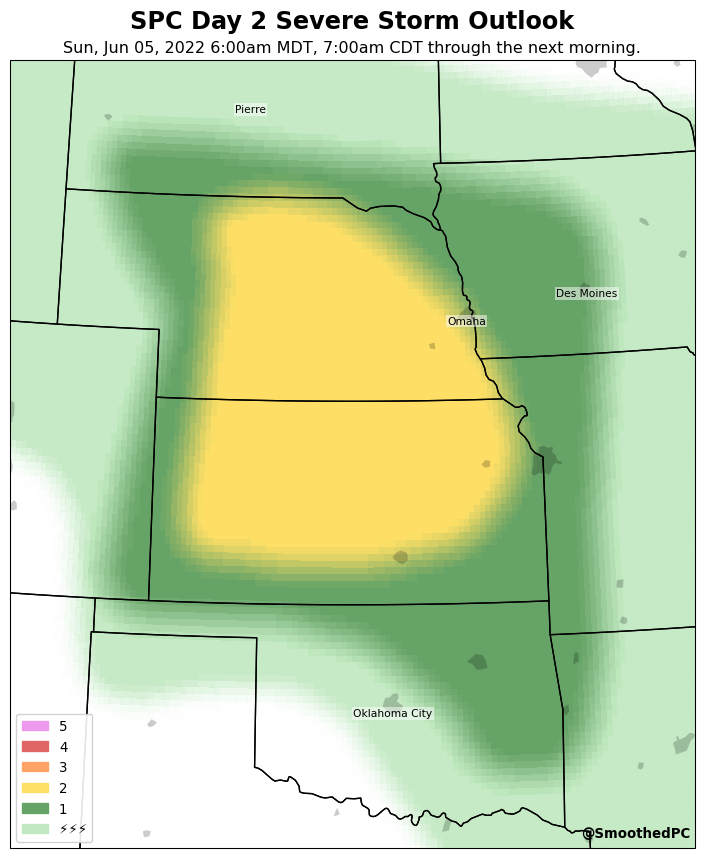 SPC Day 2 Severe Storm Outlook
Sun, Jun 05, 2022 6:00am MDT, 7:00am CDT through the next morning.
Pierre
Des Moines
Omaha
Oklahoma City
5
4
3
2
1
⚡⚡⚡
@SmoothedPC